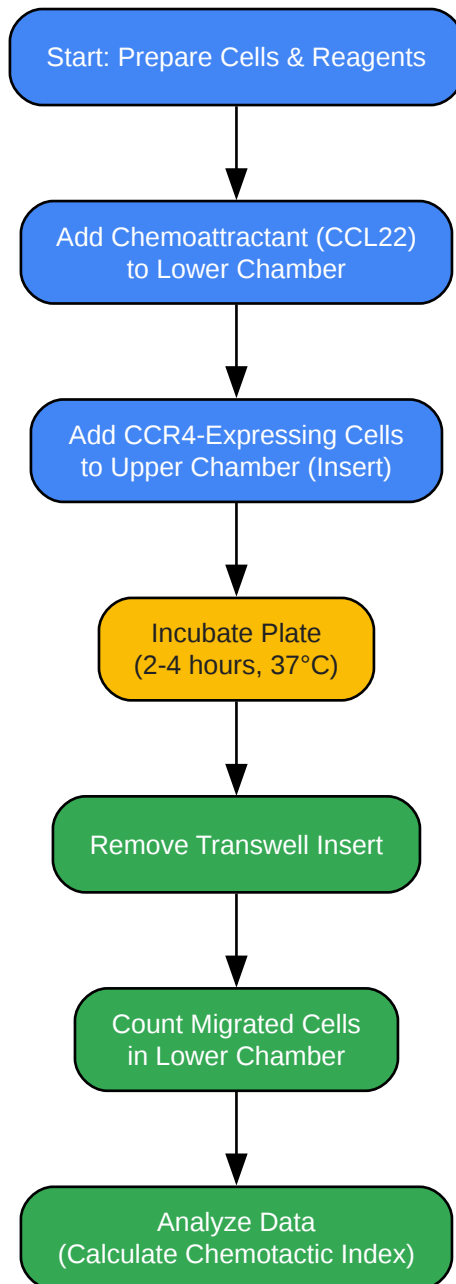 Start: Prepare Cells & Reagents
Add Chemoattractant (CCL22)
to Lower Chamber
Add CCR4-Expressing Cells
to Upper Chamber (Insert)
Incubate Plate
(2-4 hours, 37°C)
Remove Transwell Insert
Count Migrated Cells
in Lower Chamber
Analyze Data
(Calculate Chemotactic Index)